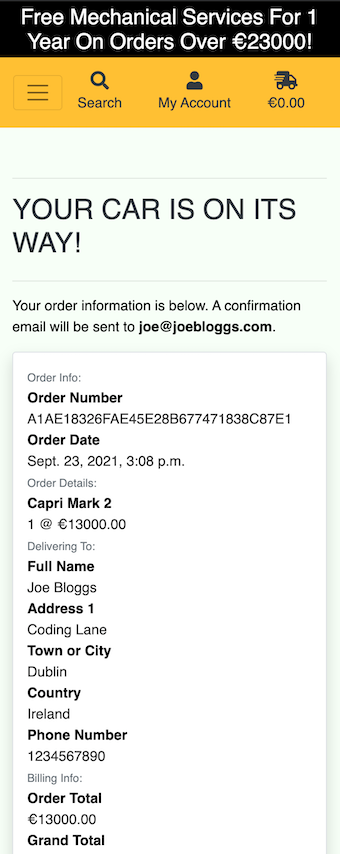 Free Mechanical Services For 1
Year On Orders Over €23000!
Search
My Account
€0.00
YOUR CAR IS ON ITS
WAY!
Your order information is below. A confirmation
email will be sent to joe@joebloggs.com.
Order Info:
Order Number
A1AE18326FAE45E28B677471838C87E1
Order Date
Sept. 23, 2021, 3:08 p.m.
Order Details:
Capri Mark 2
1 @ €13000.00
Delivering To:
Full Name
Joe Bloggs
Address 1
Coding Lane
Town or City
Dublin
Country
Ireland
Phone Number
1234567890
Billing Info:
Order Total
€13000.00
Grand Total